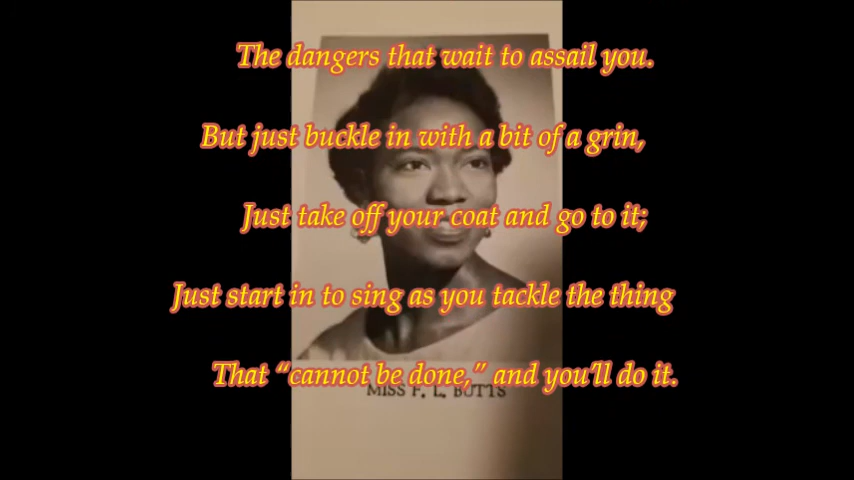 The dangers that wait to assail you.
But just buckle in with a bit of a grin,
Just take off your coat and go to it;
Just start in to sing as you tackle the thing
That “cannot be done,” and you’ll do it.
MISS F. L. BUTTS